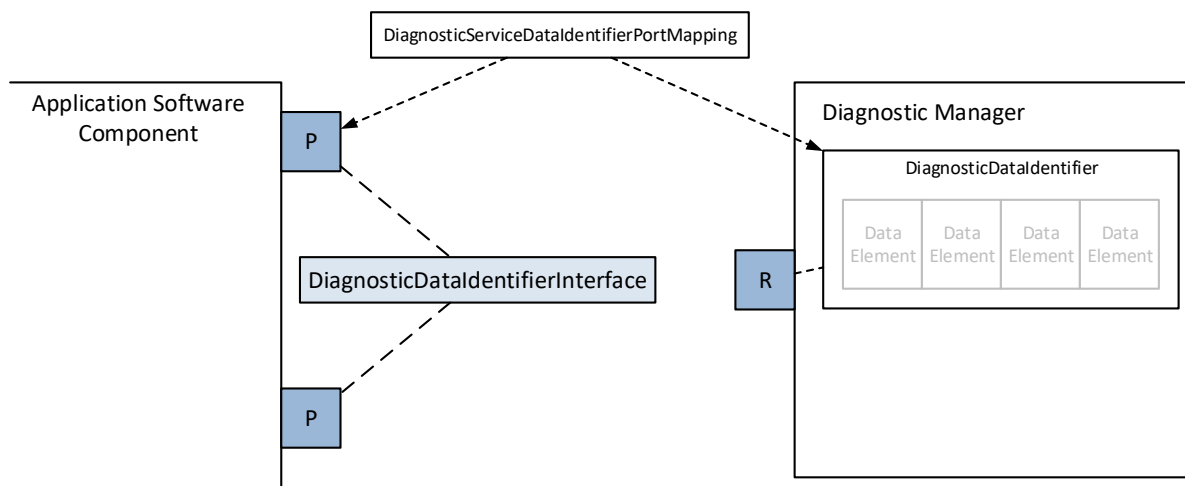 DiagnosticServiceDataIdentifierPortMapping
Application Software
Component
P
Diagnostic Manager
DiagnosticDataIdentifier
Data
Element
Data
Element
Data
Element
Data
Element
DiagnosticDataIdentifierInterface
R
P